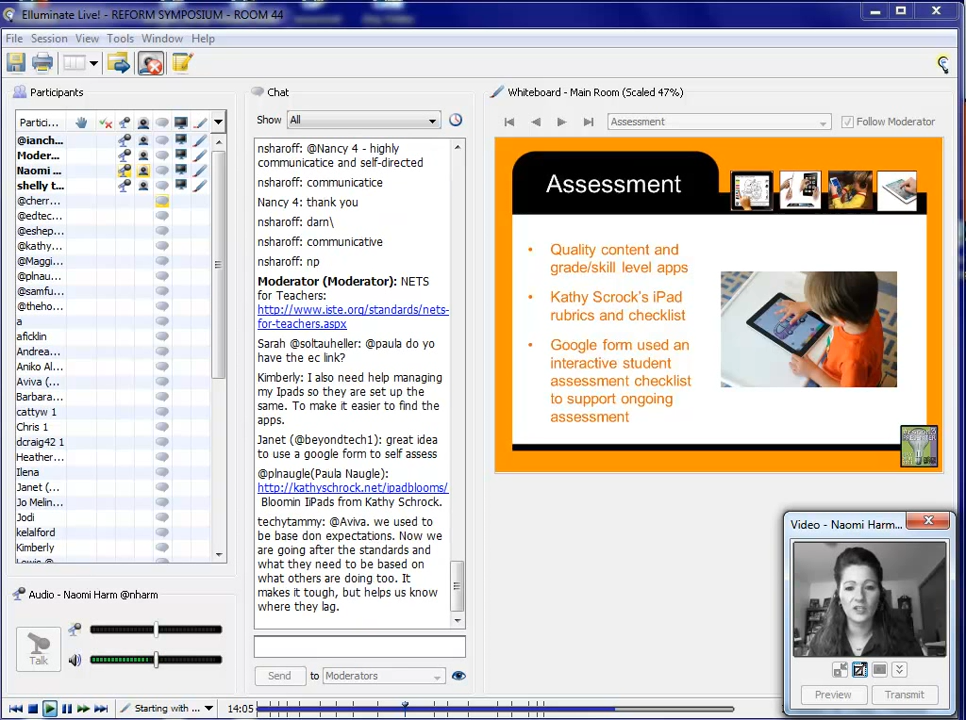 Elluminate Live! - REFORM SYMPOSIUM - ROOM 44
File Session View Tools Window Help
Participants
Partici...
@ianch...
Moder...
Naomi ...
shelly t...
@cherr...
@edtec...
@eshep...
@kathy...
@Maggi...
@plnau...
@samfu...
@theho...
a
aficklin
Andrea...
Aniko Al...
Aviva (...
Barbara...
cattyw 1
Chris 1
dcraig42 1
Heather...
Ilena
Janet (...
Jo Melin...
Jodi
kelalford
Kimberly
Audio - Naomi Harm @nharm
Talk
Chat
Show All
nsharoff: @Nancy 4 - highly
communicatice and self-directed
nsharoff: communicatice
Nancy 4: thank you
nsharoff: darn\
nsharoff: communicative
nsharoff: np
Moderator (Moderator): NETS
for Teachers:
http://www.iste.org/standards/nets-
for-teachers.aspx
Sarah @soltauheller: @paula do yo
have the ec link?
Kimberly: I also need help managing
my Ipads so they are set up the
same. To make it easier to find the
apps.
Janet (@beyondtech1): great idea
to use a google form to self assess
@plnaugle(Paula Naugle):
http://kathyschrock.net/ipadblooms/
Bloomin IiPads from Kathy Schrock.
techytammy: @Aviva. we used to
be base don expectations. Now we
are going after the standards and
what they need to be based on
what others are doing too. It
makes it tough, but helps us know
where they lag.
Send to Moderators
Whiteboard - Main Room (Scaled 47%)
Assessment Follow Moderator
Assessment
• Quality content and
grade/skill level apps
• Kathy Scrock's iPad
rubrics and checklist
• Google form used an
interactive student
assessment checklist
to support ongoing
assessment
Video - Naomi Harm...
Preview Transmit
Starting with ... 14:05